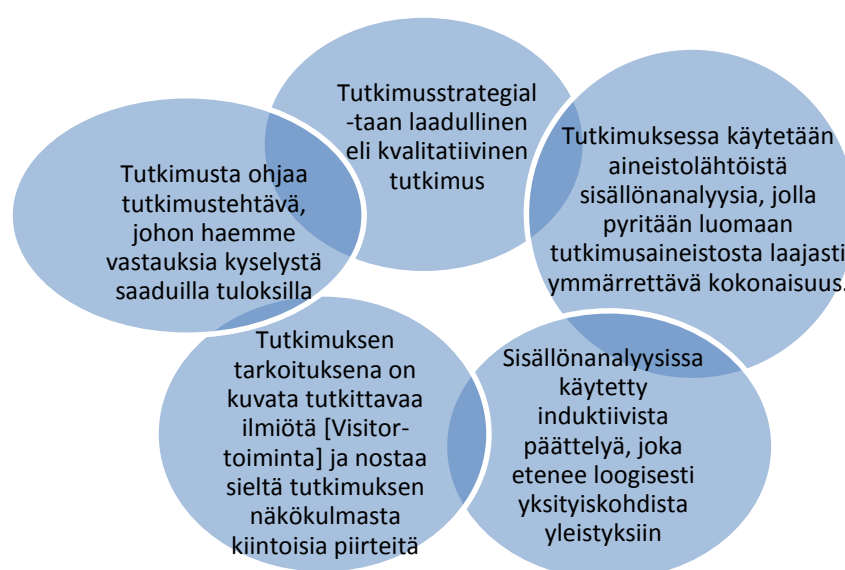 Tutkimusstrategial
-taan laadullinen
eli kvalitatiivinen
tutkimus
Tutkimuksessa käytetään
aineistolähtöistä
sisällönanalyysia, jolla
pyritään luomaan
tutkimusaineistosta laajasti
ymmärrettävä kokonaisuus.
Sisällönanalyysissa
käytetty
induktiivista
päättelyä, joka
etenee loogisesti
yksityiskohdista
yleistyksiin
Tutkimuksen
tarkoituksena on
kuvata tutkittavaa
ilmiötä [Visitor-
toiminta] ja nostaa
sieltä tutkimuksen
näkökulmasta
kiintoisia piirteitä
Tutkimusta ohjaa
tutkimustehtävä,
johon haemme
vastauksia kyselystä
saaduilla tuloksilla